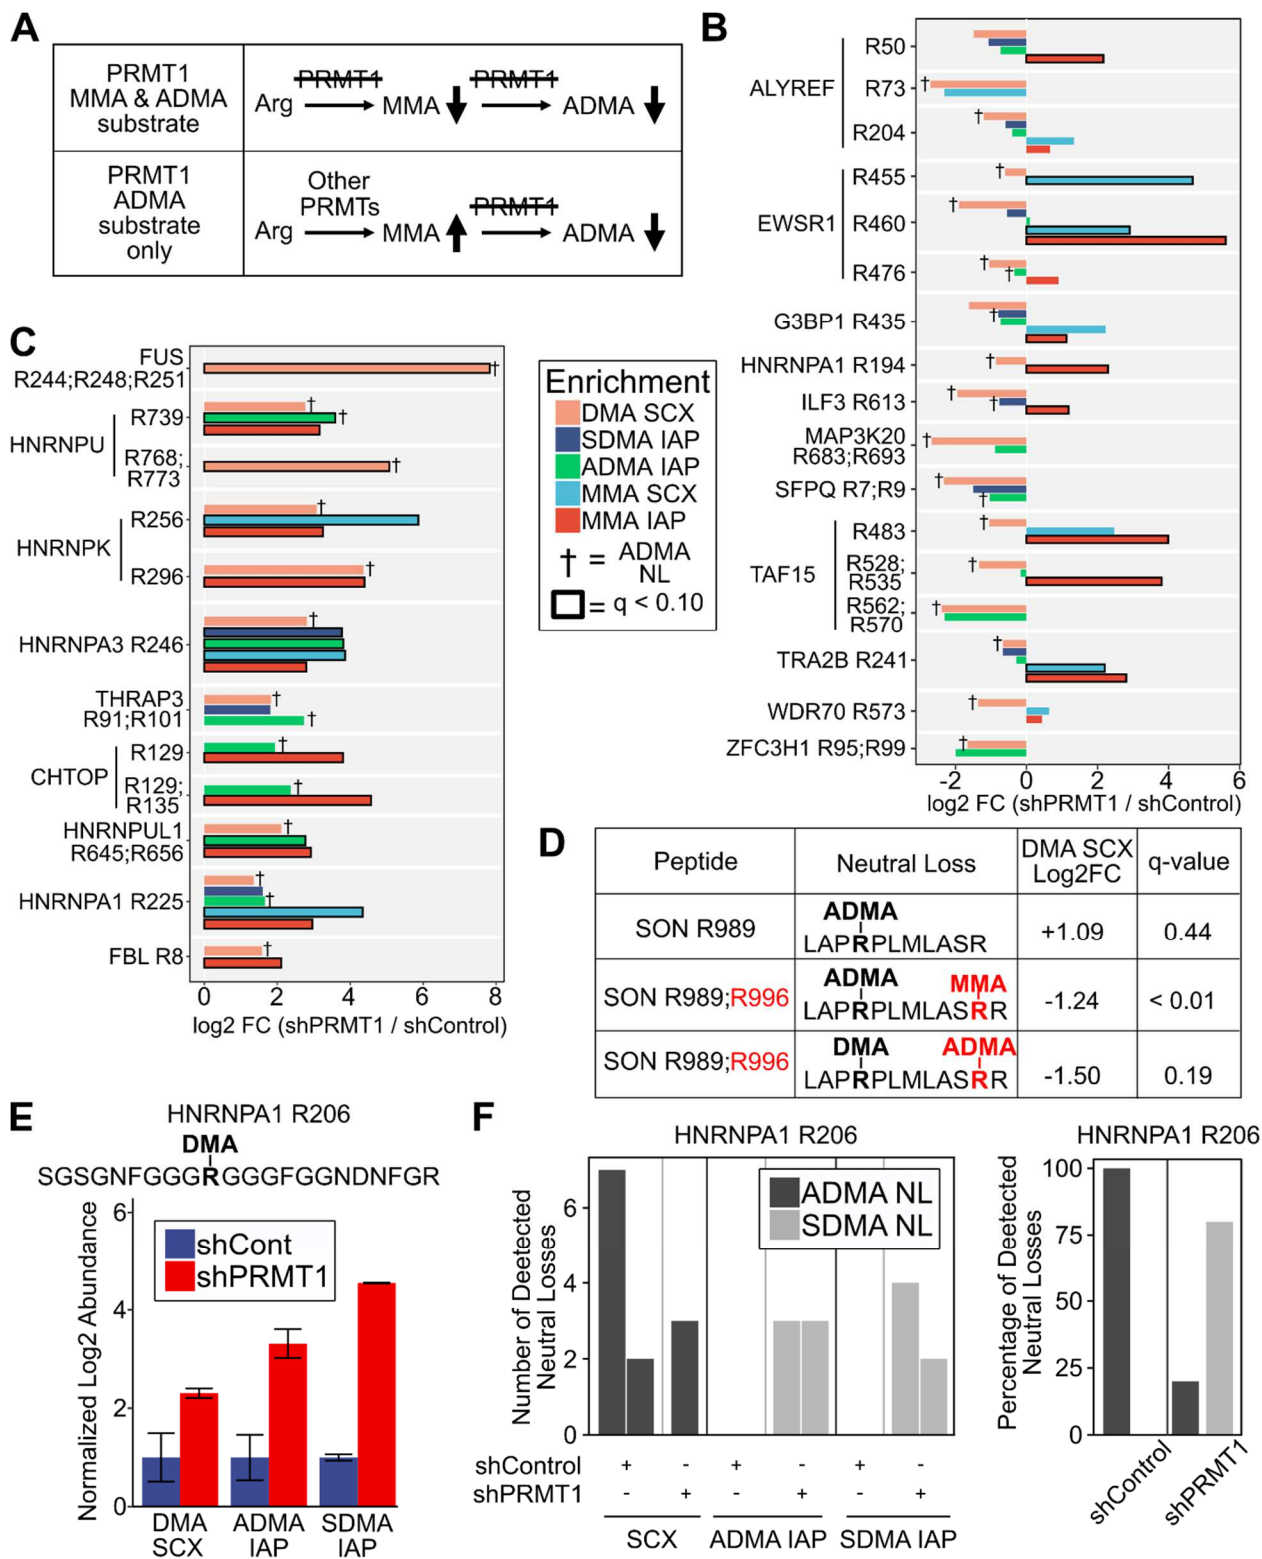 A
PRMT1
MMA & ADMA
substrate
PRMT1
PRMT1
Arg
MMA
ADMA
PRMT1
ADMA
substrate
only
Other
PRMTs
PRMT1
Arg
MMA
ADMA
B
ALYREF
R50
R73
†
R204
†
EWSR1
R455
†
R460
†
R476
†
†
G3BP1 R435
†
HNRNPA1 R194
†
ILF3 R613
†
†
MAP3K20
R683;R693
†
SFPQ R7;R9
†
†
TAF15
R483
†
R528;
R535
†
R562;
R570
†
TRA2B R241
†
WDR70 R573
†
ZFC3H1 R95;R99
†
-2
0
2
4
6
log2 FC (shPRMT1 / shControl)
C
FUS
R244;R248;R251
†
HNRNPU
R739
†
†
R768;
R773
†
HNRNPK
R256
†
R296
†
HNRNPA3 R246
†
THRAP3
R91;R101
†
†
CHTOP
R129
†
R129;
R135
†
HNRNPUL1
R645;R656
†
HNRNPA1 R225
†
†
FBL R8
†
0
2
4
6
8
log2 FC (shPRMT1 / shControl)
Enrichment
DMA SCX
SDMA IAP
ADMA IAP
MMA SCX
MMA IAP
† = ADMA
NL
= q < 0.10
D
Peptide
Neutral Loss
DMA SCX
Log2FC
q-value
SON R989
ADMA
LAPRPLMLASR
+1.09
0.44
SON R989;R996
ADMA
MMA
LAPRPLMLASRR
-1.24
< 0.01
SON R989;R996
DMA
ADMA
LAPRPLMLASRR
-1.50
0.19
E
HNRNPA1 R206
DMA
SGSGNFGGGRGGGFGGNDNFGR
Normalized Log2 Abundance
6
4
2
0
shCont
shPRMT1
DMA
SCX
ADMA
IAP
SDMA
IAP
F
HNRNPA1 R206
Number of Deetected
Neutral Losses
6
4
2
0
ADMA NL
SDMA NL
shControl
+
-
+
-
+
-
shPRMT1
-
+
-
+
-
+
SCX
ADMA IAP
SDMA IAP
HNRNPA1 R206
Percentage of Deetected
Neutral Losses
100
75
50
25
0
shControl
shPRMT1